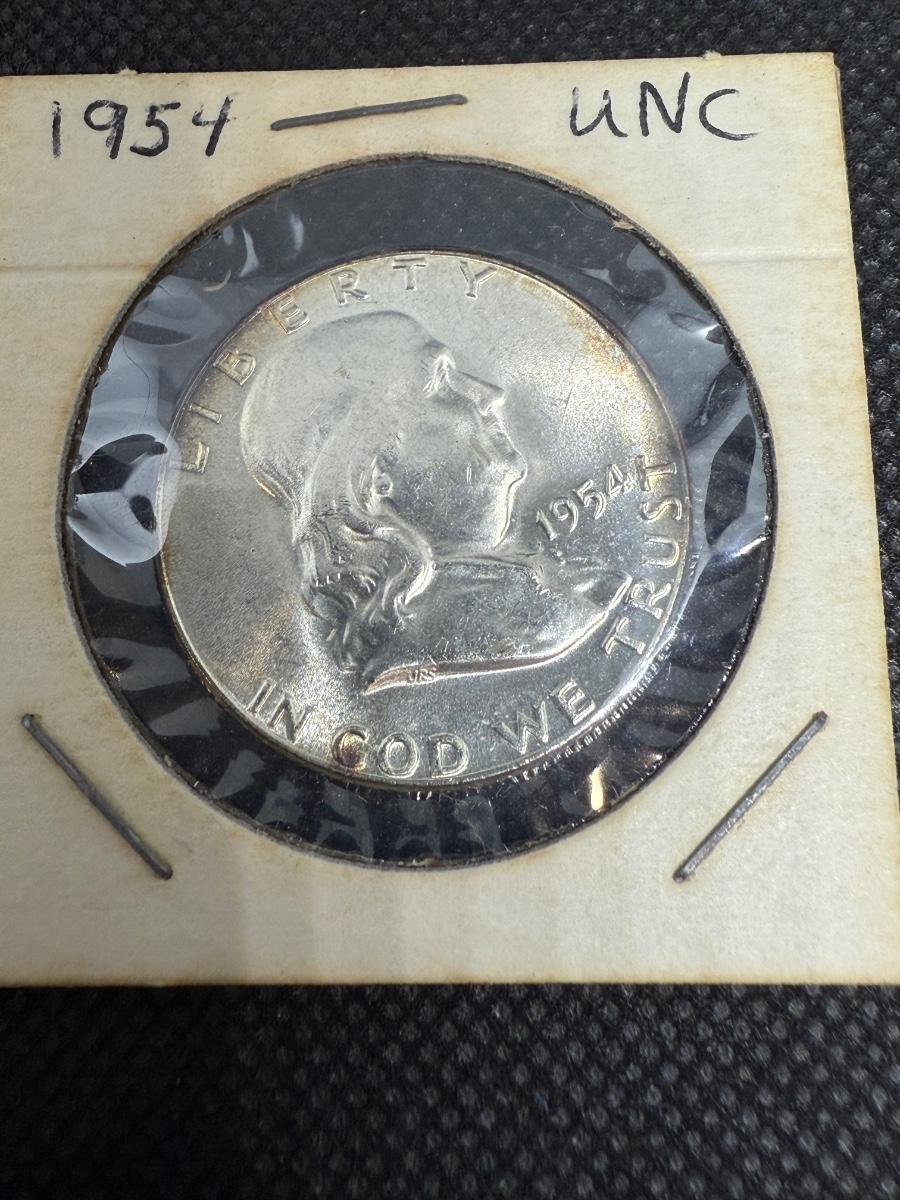 1954 UNC
LIBERTY
1954
IN GOD WE TRUST
JRS